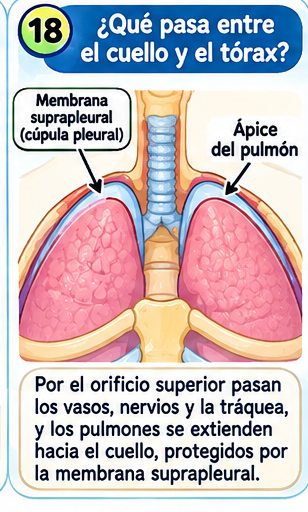 18
¿Qué pasa entre
el cuello y el tórax?
Membrana
suprapleural
(cúpula pleural)
Ápice
del pulmón
Por el orificio superior pasan
los vasos, nervios y la tráquea,
y los pulmones se extienden
hacia el cuello, protegidos por
la membrana suprapleural.